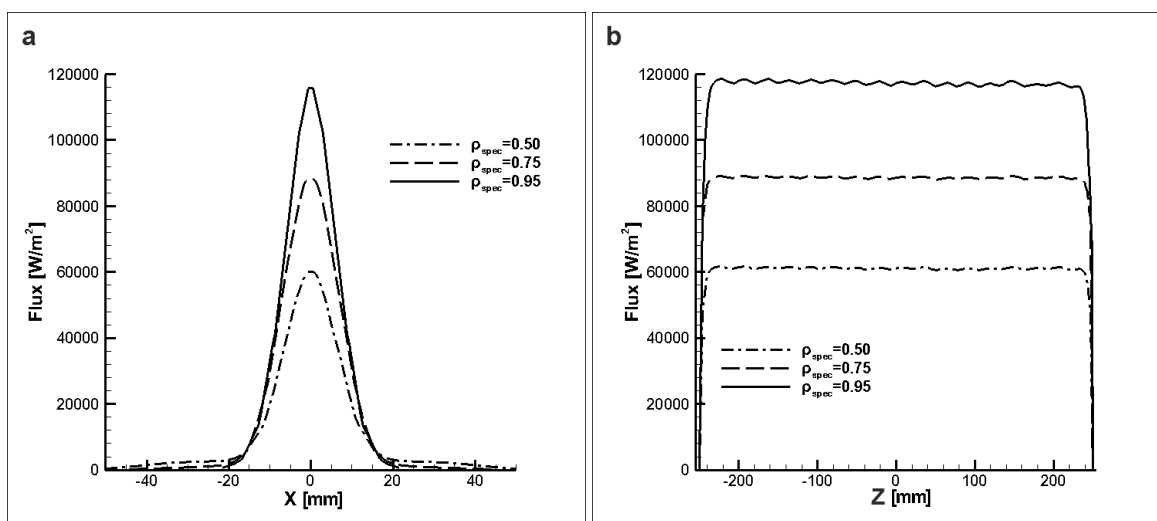 a
Flux [W/m²]
120000
100000
80000
60000
40000
20000
0
-40
-20
0
20
40
X [mm]
ρspec=0.50
ρspec=0.75
ρspec=0.95
b
Flux [W/m²]
120000
100000
80000
60000
40000
20000
0
-200
-100
0
100
200
Z [mm]
ρspec=0.50
ρspec=0.75
ρspec=0.95